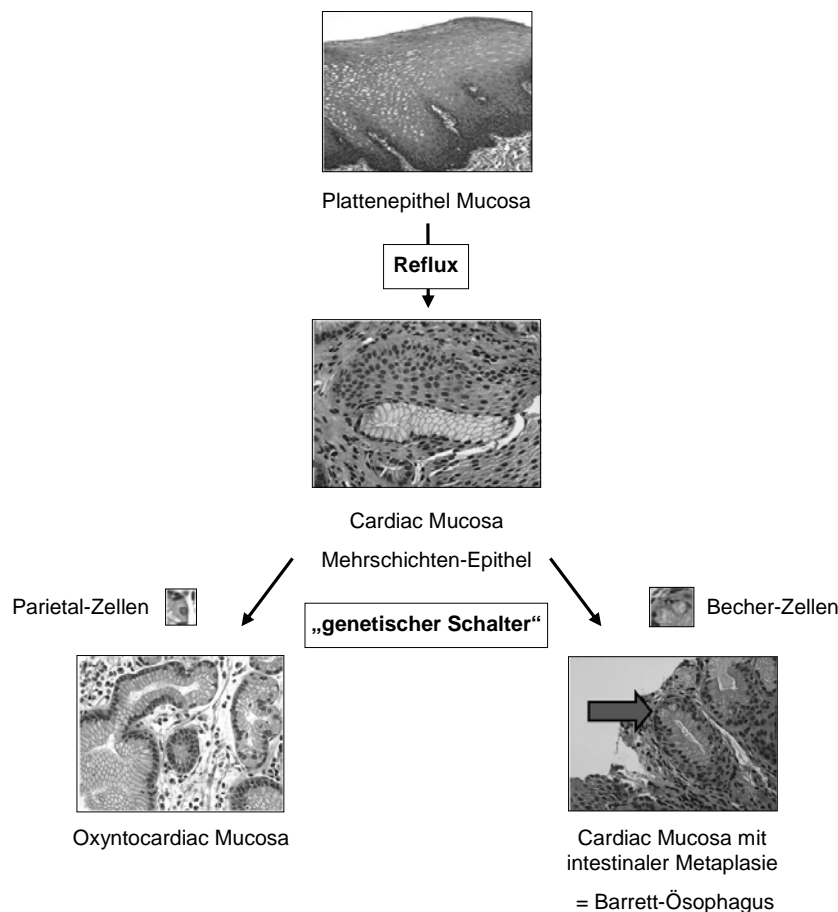 Plattenepithel Mucosa
Reflux
Cardiac Mucosa
Mehrschichten-Epithel
Parietal-Zellen
Becher-Zellen
„genetischer Schalter“
Oxyntocardiac Mucosa
Cardiac Mucosa mit
intestinaler Metaplasie
= Barrett-Ösophagus